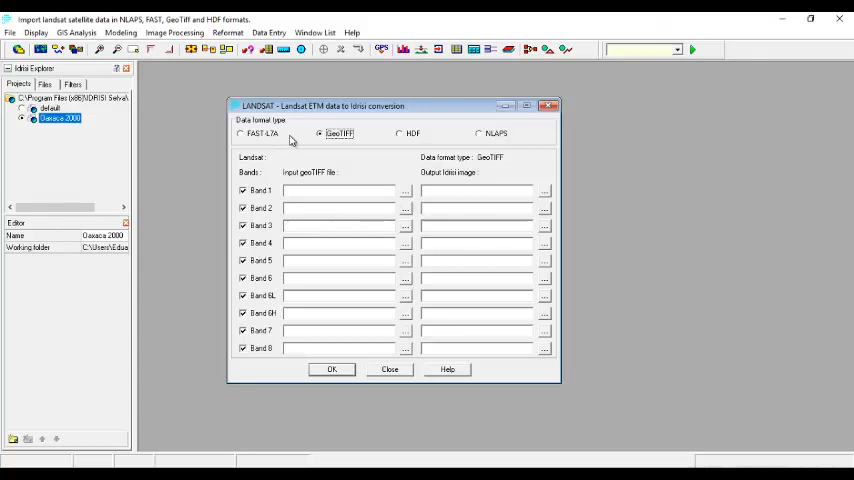 Import landsat satellite data in NLAPS, FAST, GeoTiff and HDF formats.
File Display GIS Analysis Modeling Image Processing Reformat Data Entry Window List Help
GPS
Idrisi Explorer
Projects Files Filters
C:\Program Files (x86)\IDRISI Selva\
default
Oaxaca 2000
Editor
Name Oaxaca 2000
Working folder C:\Users\Edua
LANDSAT - Landsat ETM data to Idrisi conversion
Data format type:
FAST-L7A GeoTIFF HDF NLAPS
Landsat : Data format type : GeoTIFF
Bands : Input geoTIFF file : Output Idrisi image :
Band 1 ... ...
Band 2 ... ...
Band 3 ... ...
Band 4 ... ...
Band 5 ... ...
Band 6 ... ...
Band 6L ... ...
Band 6H ... ...
Band 7 ... ...
Band 8 ... ...
OK Close Help